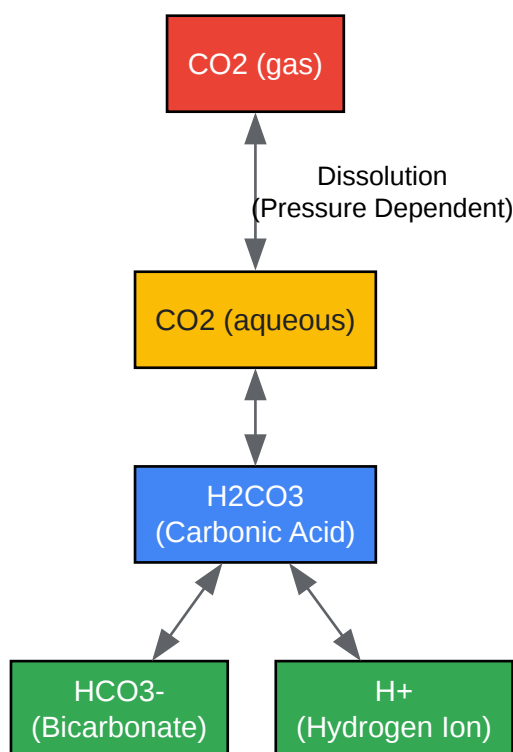 CO2 (gas)
Dissolution
(Pressure Dependent)
CO2 (aqueous)
H2CO3
(Carbonic Acid)
HCO3-
(Bicarbonate)
H+
(Hydrogen Ion)